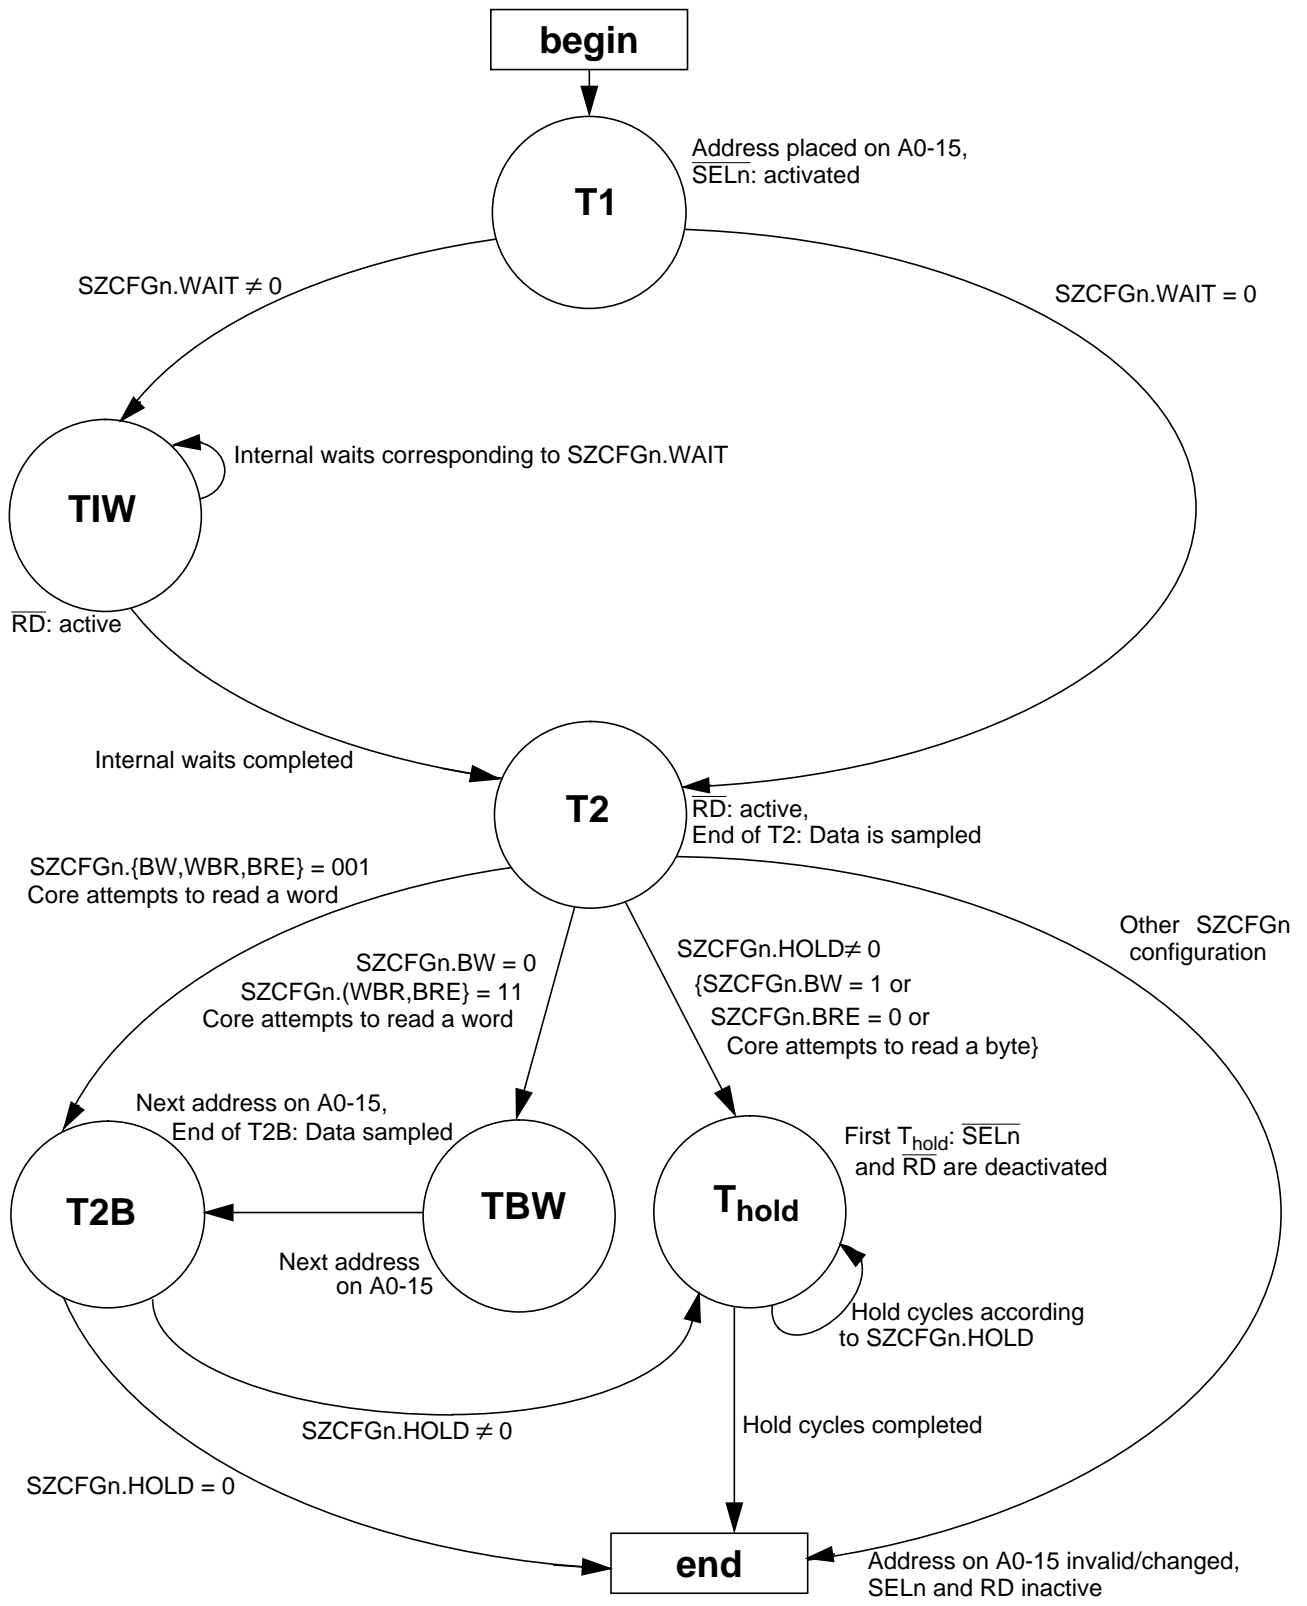 begin
T1
Address placed on A0-15,
SELn: activated
SZCFGn.WAIT ≠ 0
SZCFGn.WAIT = 0
TIW
Internal waits corresponding to SZCFGn.WAIT
RD: active
Internal waits completed
T2
RD: active,
End of T2: Data is sampled
SZCFGn.{BW,WBR,BRE} = 001
Core attempts to read a word
SZCFGn.BW = 0
SZCFGn.(WBR,BRE} = 11
Core attempts to read a word
SZCFGn.HOLD≠ 0
{SZCFGn.BW = 1 or
SZCFGn.BRE = 0 or
Core attempts to read a byte}
Other SZCFGn
configuration
Next address on A0-15,
End of T2B: Data sampled
T2B
TBW
Next address
on A0-15
Thold
First Thold: SELn
and RD are deactivated
Hold cycles according
to SZCFGn.HOLD
SZCFGn.HOLD ≠ 0
Hold cycles completed
SZCFGn.HOLD = 0
end
Address on A0-15 invalid/changed,
SELn and RD inactive